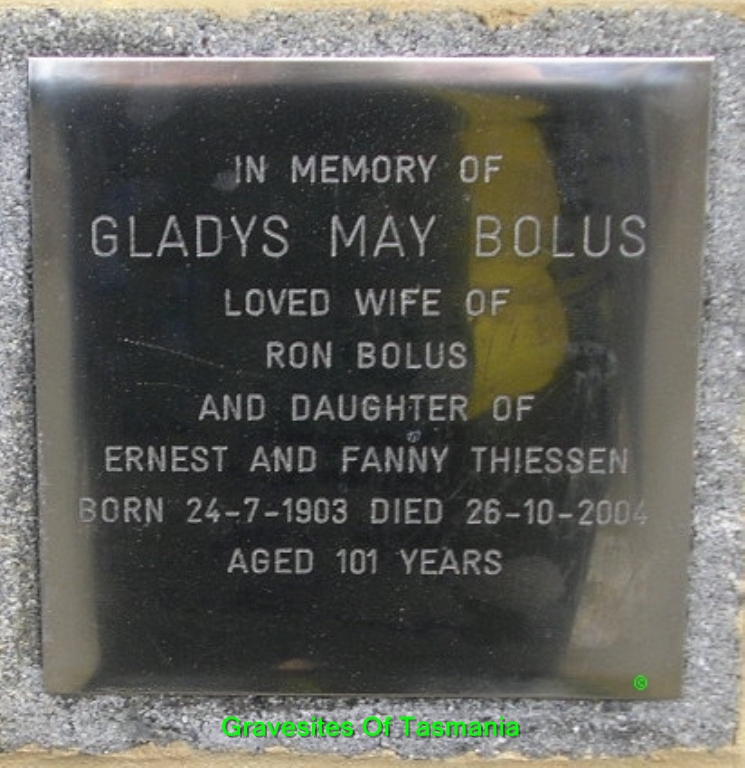 IN MEMORY OF
GLADYS MAY BOLUS
LOVED WIFE OF
RON BOLUS
AND DAUGHTER OF
ERNEST AND FANNY THIESSEN
BORN 24-7-1903 DIED 26-10-2004
AGED 101 YEARS
©
Gravesites Of Tasmania